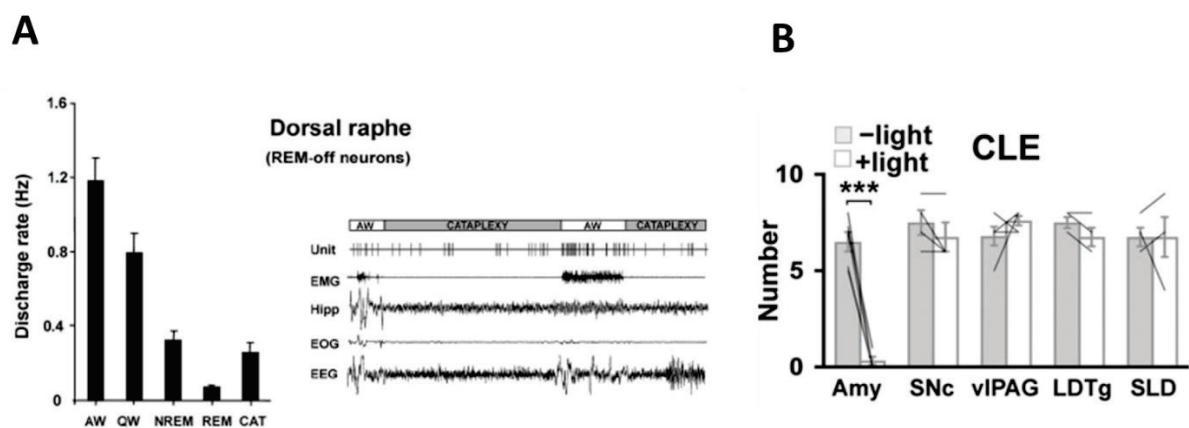 A
B
1.6
1.2
0.8
0.4
0
Discharge rate (Hz)
AW QW NREM REM CAT
Dorsal raphe
(REM-off neurons)
AW CATAPLEXY AW CATAPLEXY
Unit
EMG
Hipp
EOG
EEG
−light
+light
CLE
***
10
5
0
Number
Amy SNc vlPAG LDTg SLD